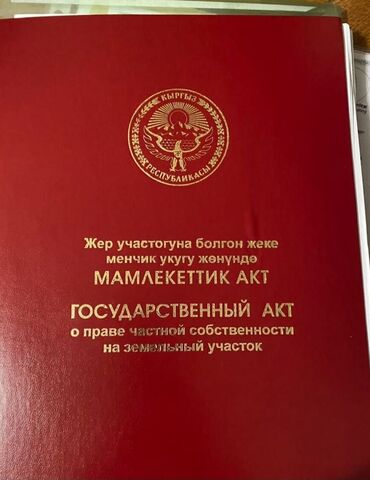 КЫРГЫЗ
РЕСПУБЛИКАСЫ
Жер участогуна болгон жеке
менчик укугу жөнүндө
МАМЛЕКЕТТИК АКТ
ГОСУДАРСТВЕННЫЙ АКТ
о праве частной собственности
на земельный участок